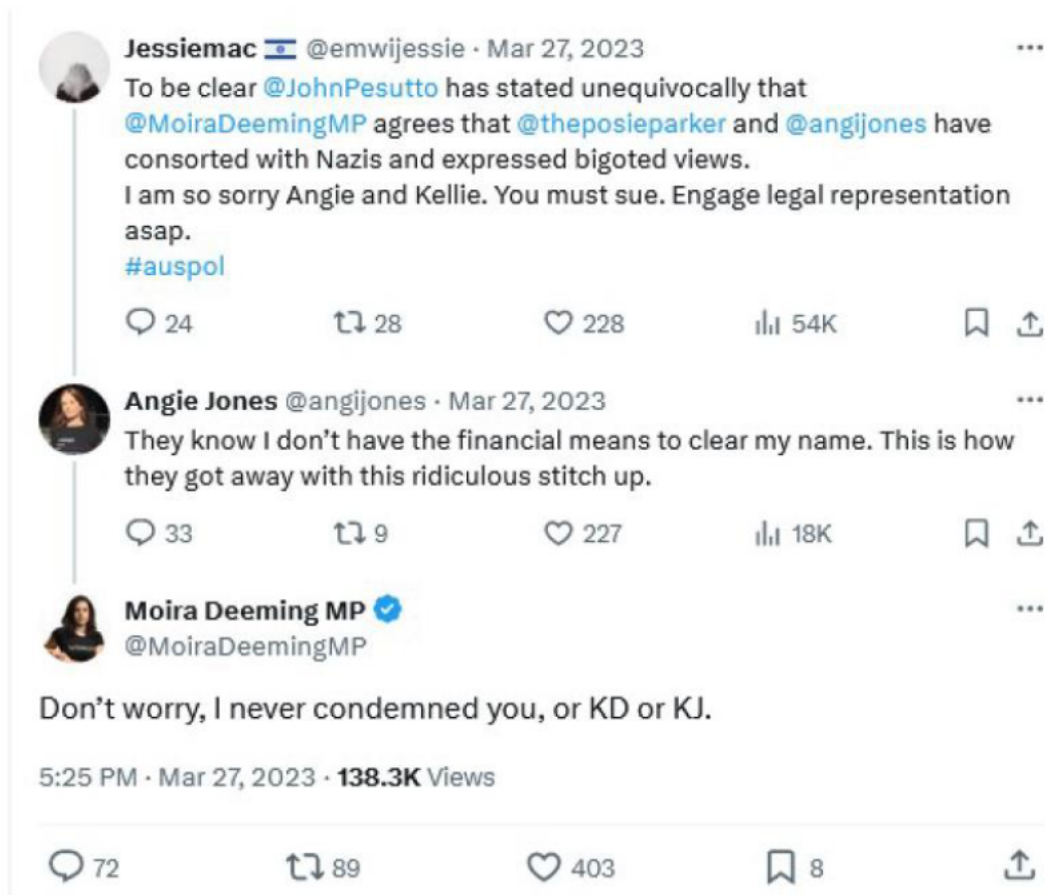 Jessiemac 🇮🇱 @emwijessie · Mar 27, 2023
To be clear @JohnPesutto has stated unequivocally that
@MoiraDeemingMP agrees that @theposieparker and @angijones have
consorted with Nazis and expressed bigoted views.
I am so sorry Angie and Kellie. You must sue. Engage legal representation
asap.
#auspol
24 28 228 54K
Angie Jones @angijones · Mar 27, 2023
They know I don’t have the financial means to clear my name. This is how
they got away with this ridiculous stitch up.
33 9 227 18K
Moira Deeming MP
@MoiraDeemingMP
Don’t worry, I never condemned you, or KD or KJ.
5:25 PM · Mar 27, 2023 · 138.3K Views
72 89 403 8